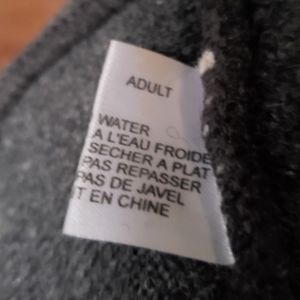 ADULT
WATER
A L'EAU FROIDE
SECHER A PLAT
PAS REPASSER
PAS DE JAVEL
T EN CHINE